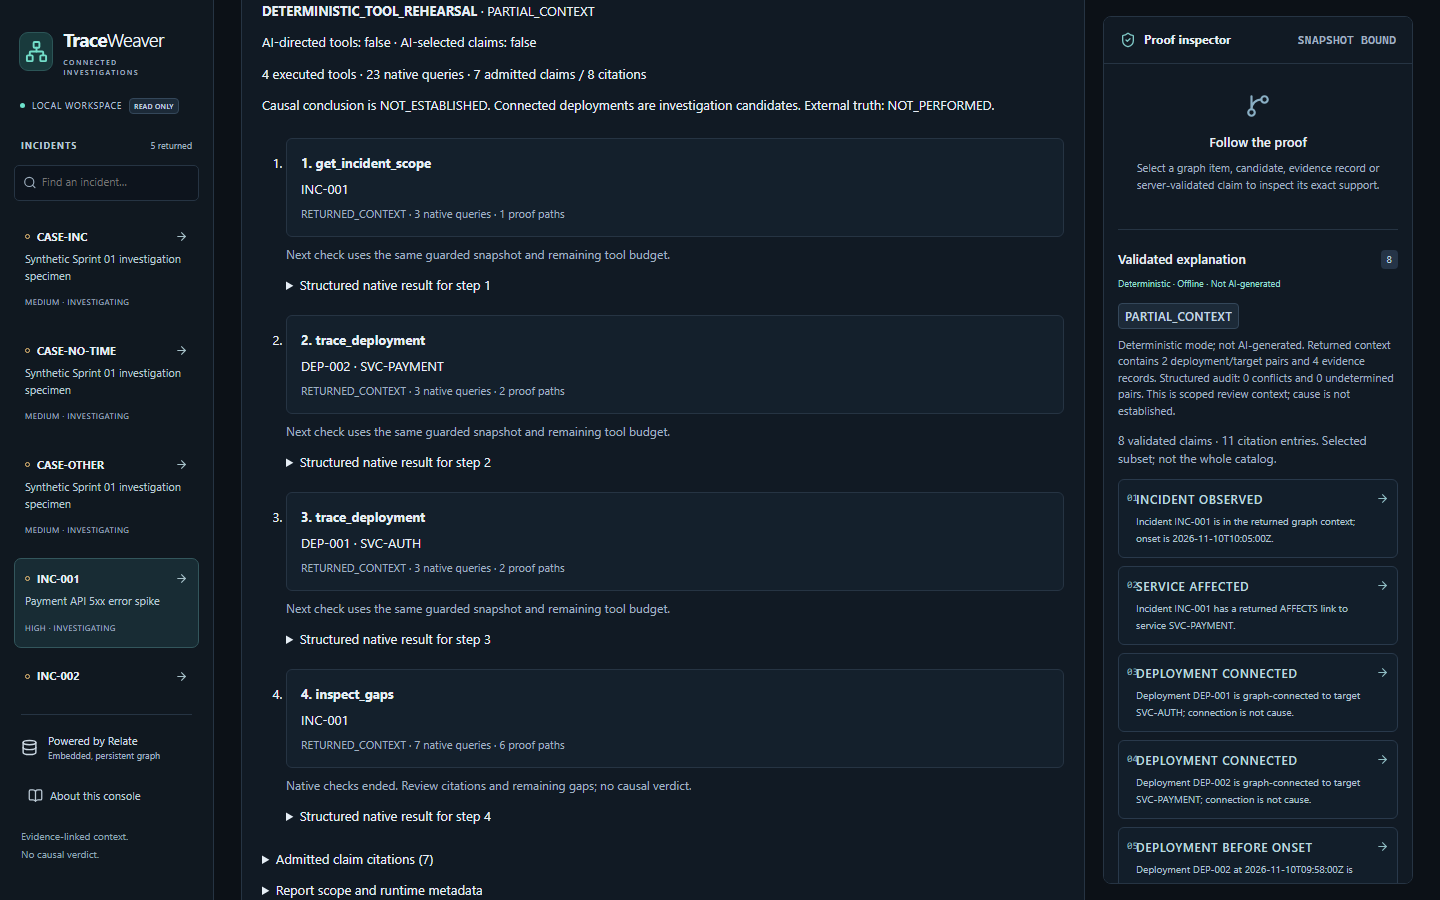 TraceWeaver
CONNECTED
INVESTIGATIONS
LOCAL WORKSPACE READ ONLY
INCIDENTS 5 returned
Find an incident...
CASE-INC
Synthetic Sprint 01 investigation
specimen
MEDIUM · INVESTIGATING
CASE-NO-TIME
Synthetic Sprint 01 investigation
specimen
MEDIUM · INVESTIGATING
CASE-OTHER
Synthetic Sprint 01 investigation
specimen
MEDIUM · INVESTIGATING
INC-001
Payment API 5xx error spike
HIGH · INVESTIGATING
INC-002
Powered by Relate
Embedded, persistent graph
About this console
Evidence-linked context.
No causal verdict.
DETERMINISTIC_TOOL_REHEARSAL · PARTIAL_CONTEXT
AI-directed tools: false · AI-selected claims: false
4 executed tools · 23 native queries · 7 admitted claims / 8 citations
Causal conclusion is NOT_ESTABLISHED. Connected deployments are investigation candidates. External truth: NOT_PERFORMED.
1. 1. get_incident_scope
INC-001
RETURNED_CONTEXT · 3 native queries · 1 proof paths
Next check uses the same guarded snapshot and remaining tool budget.
Structured native result for step 1
2. 2. trace_deployment
DEP-002 · SVC-PAYMENT
RETURNED_CONTEXT · 3 native queries · 2 proof paths
Next check uses the same guarded snapshot and remaining tool budget.
Structured native result for step 2
3. 3. trace_deployment
DEP-001 · SVC-AUTH
RETURNED_CONTEXT · 3 native queries · 2 proof paths
Next check uses the same guarded snapshot and remaining tool budget.
Structured native result for step 3
4. 4. inspect_gaps
INC-001
RETURNED_CONTEXT · 7 native queries · 6 proof paths
Native checks ended. Review citations and remaining gaps; no causal verdict.
Structured native result for step 4
Admitted claim citations (7)
Report scope and runtime metadata
Proof inspector SNAPSHOT BOUND
Follow the proof
Select a graph item, candidate, evidence record or
server-validated claim to inspect its exact support.
Validated explanation 8
Deterministic · Offline · Not AI-generated
PARTIAL_CONTEXT
Deterministic mode; not AI-generated. Returned context
contains 2 deployment/target pairs and 4 evidence
records. Structured audit: 0 conflicts and 0 undetermined
pairs. This is scoped review context; cause is not
established.
8 validated claims · 11 citation entries. Selected
subset; not the whole catalog.
01 INCIDENT OBSERVED
Incident INC-001 is in the returned graph context;
onset is 2026-11-10T10:05:00Z.
02 SERVICE AFFECTED
Incident INC-001 has a returned AFFECTS link to
service SVC-PAYMENT.
03 DEPLOYMENT CONNECTED
Deployment DEP-001 is graph-connected to target
SVC-AUTH; connection is not cause.
04 DEPLOYMENT CONNECTED
Deployment DEP-002 is graph-connected to target
SVC-PAYMENT; connection is not cause.
05 DEPLOYMENT BEFORE ONSET
Deployment DEP-002 at 2026-11-10T09:58:00Z is